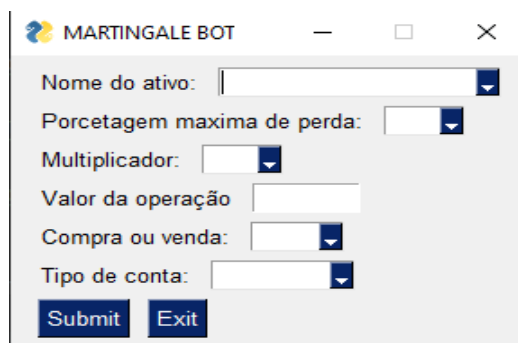 MARTINGALE BOT
Nome do ativo:
Porcetagem maxima de perda:
Multiplicador:
Valor da operação
Compra ou venda:
Tipo de conta:
Submit Exit